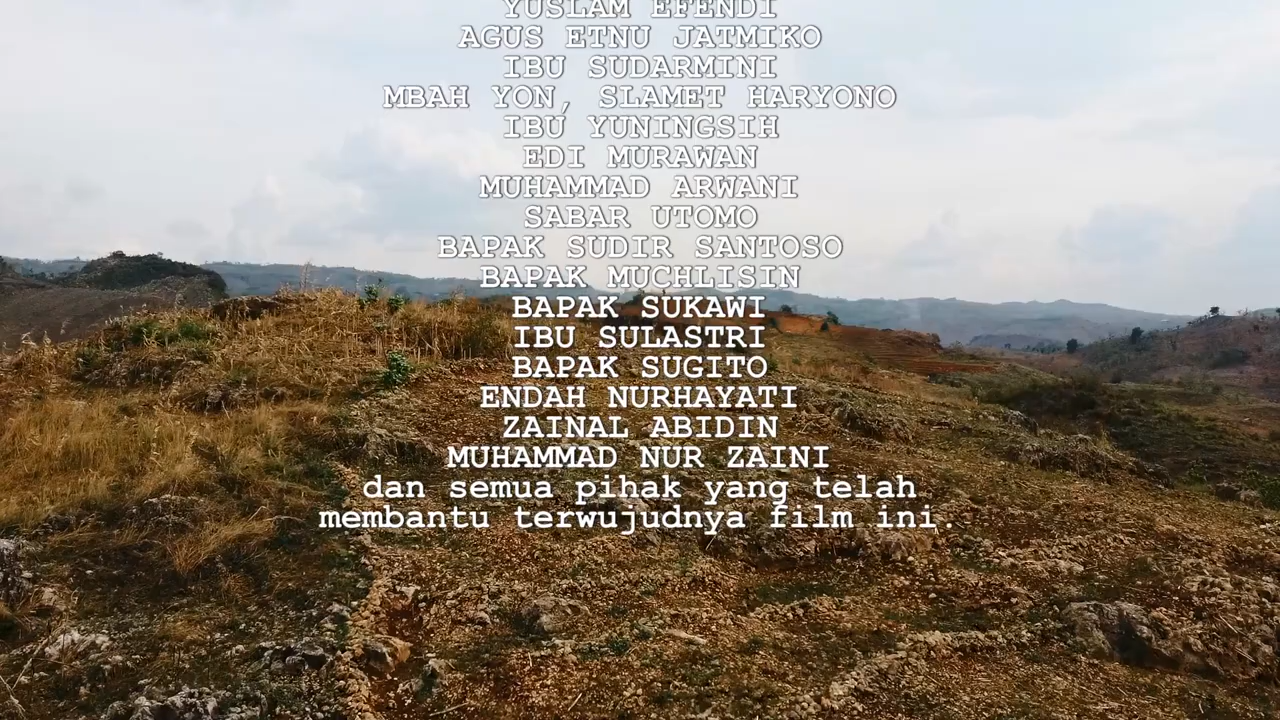 YUSLAM EFENDI
AGUS ETNU JATMIKO
IBU SUDARMINI
MBAH YON, SLAMET HARYONO
IBU YUNINGSIH
EDI MURAWAN
MUHAMMAD ARWANI
SABAR UTOMO
BAPAK SUDIR SANTOSO
BAPAK MUCHLISIN
BAPAK SUKAWI
IBU SULASTRI
BAPAK SUGITO
ENDAH NURHAYATI
ZAINAL ABIDIN
MUHAMMAD NUR ZAINI
dan semua pihak yang telah
membantu terwujudnya film ini.